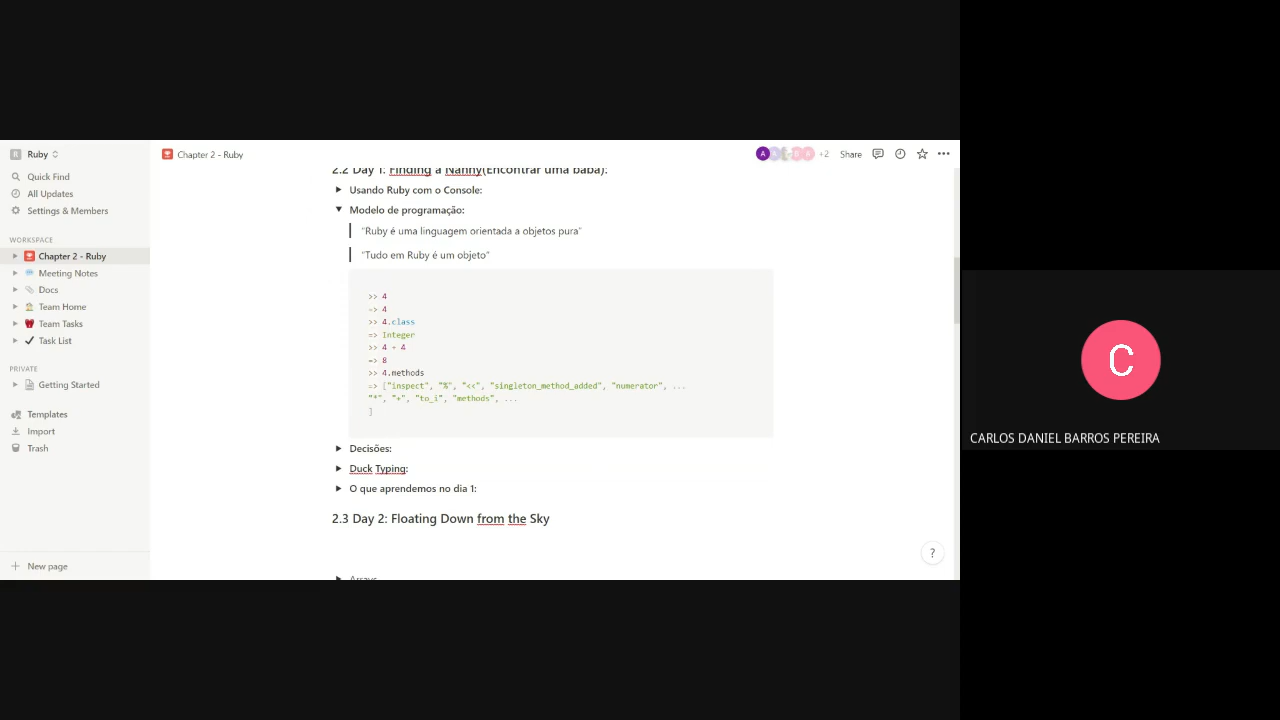 R Ruby
Chapter 2 - Ruby
A
+2
Share
Quick Find
All Updates
Settings & Members
WORKSPACE
Chapter 2 - Ruby
Meeting Notes
Docs
Team Home
Team Tasks
Task List
PRIVATE
Getting Started
Templates
Import
Trash
New page
2.2 Day 1: Finding a Nanny(Encontrar uma babá):
Usando Ruby com o Console:
Modelo de programação:
"Ruby é uma linguagem orientada a objetos pura"
"Tudo em Ruby é um objeto"
>> 4
=> 4
>> 4.class
=> Integer
>> 4 + 4
=> 8
>> 4.methods
=> ["inspect", "%", "<<", "singleton_method_added", "numerator", ...
"*", "+", "to_i", "methods", ...
]
Decisões:
Duck Typing:
O que aprendemos no dia 1:
2.3 Day 2: Floating Down from the Sky
Arrays
?
C
CARLOS DANIEL BARROS PEREIRA